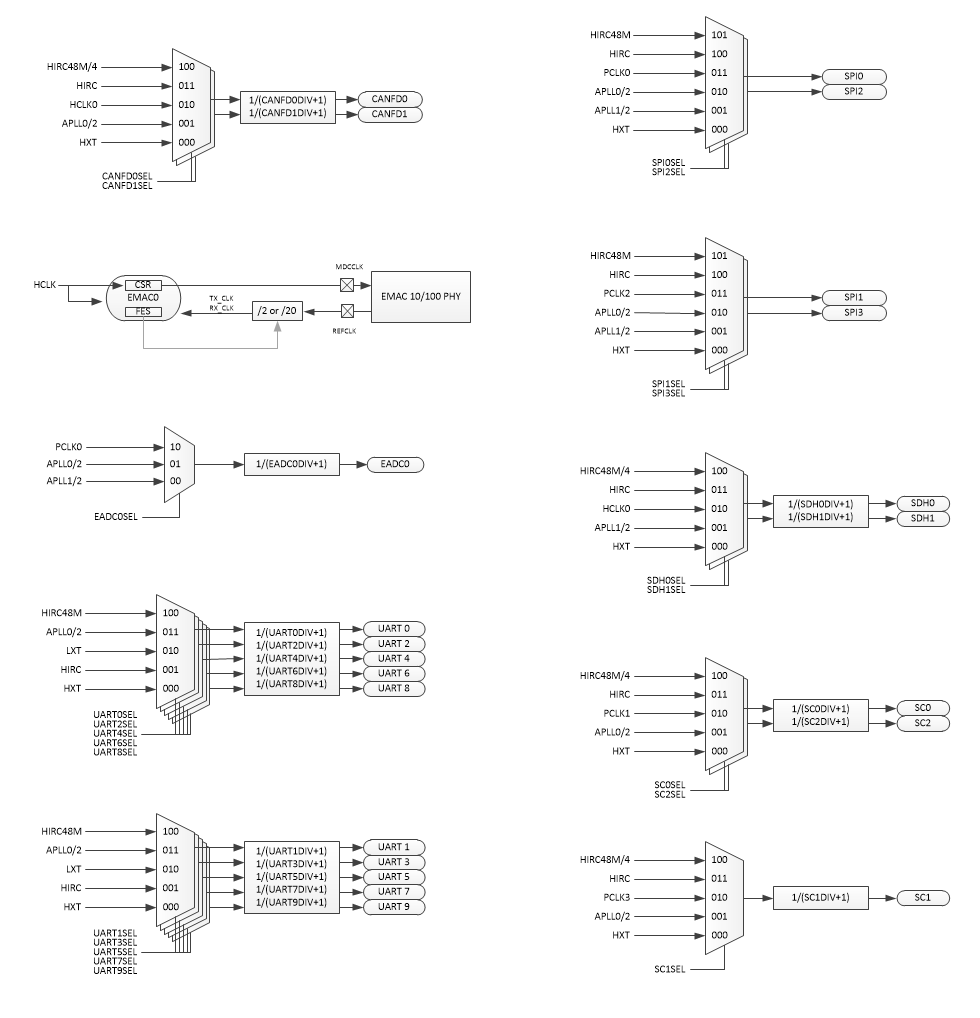 HIRC48M/4
HIRC
HCLK0
APLL0/2
HXT
100
011
010
001
000
CANFD0SEL
CANFD1SEL
1/(CANFD0DIV+1)
1/(CANFD1DIV+1)
CANFD0
CANFD1
HCLK
CSR
EMAC0
FES
TX_CLK
RX_CLK
/2 or /20
MDCCLK
REFCLK
EMAC 10/100 PHY
PCLK0
APLL0/2
APLL1/2
10
01
00
EADC0SEL
1/(EADC0DIV+1)
EADC0
HIRC48M
APLL0/2
LXT
HIRC
HXT
100
011
010
001
000
UART0SEL
UART2SEL
UART4SEL
UART6SEL
UART8SEL
1/(UART0DIV+1)
1/(UART2DIV+1)
1/(UART4DIV+1)
1/(UART6DIV+1)
1/(UART8DIV+1)
UART 0
UART 2
UART 4
UART 6
UART 8
HIRC48M
APLL0/2
LXT
HIRC
HXT
100
011
010
001
000
UART1SEL
UART3SEL
UART5SEL
UART7SEL
UART9SEL
1/(UART1DIV+1)
1/(UART3DIV+1)
1/(UART5DIV+1)
1/(UART7DIV+1)
1/(UART9DIV+1)
UART 1
UART 3
UART 5
UART 7
UART 9
HIRC48M
HIRC
PCLK0
APLL0/2
APLL1/2
HXT
101
100
011
010
001
000
SPI0SEL
SPI2SEL
SPI0
SPI2
HIRC48M
HIRC
PCLK2
APLL0/2
APLL1/2
HXT
101
100
011
010
001
000
SPI1SEL
SPI3SEL
SPI1
SPI3
HIRC48M/4
HIRC
HCLK0
APLL1/2
HXT
100
011
010
001
000
SDH0SEL
SDH1SEL
1/(SDH0DIV+1)
1/(SDH1DIV+1)
SDH0
SDH1
HIRC48M/4
HIRC
PCLK1
APLL0/2
HXT
100
011
010
001
000
SC0SEL
SC2SEL
1/(SC0DIV+1)
1/(SC2DIV+1)
SC0
SC2
HIRC48M/4
HIRC
PCLK3
APLL0/2
HXT
100
011
010
001
000
SC1SEL
1/(SC1DIV+1)
SC1